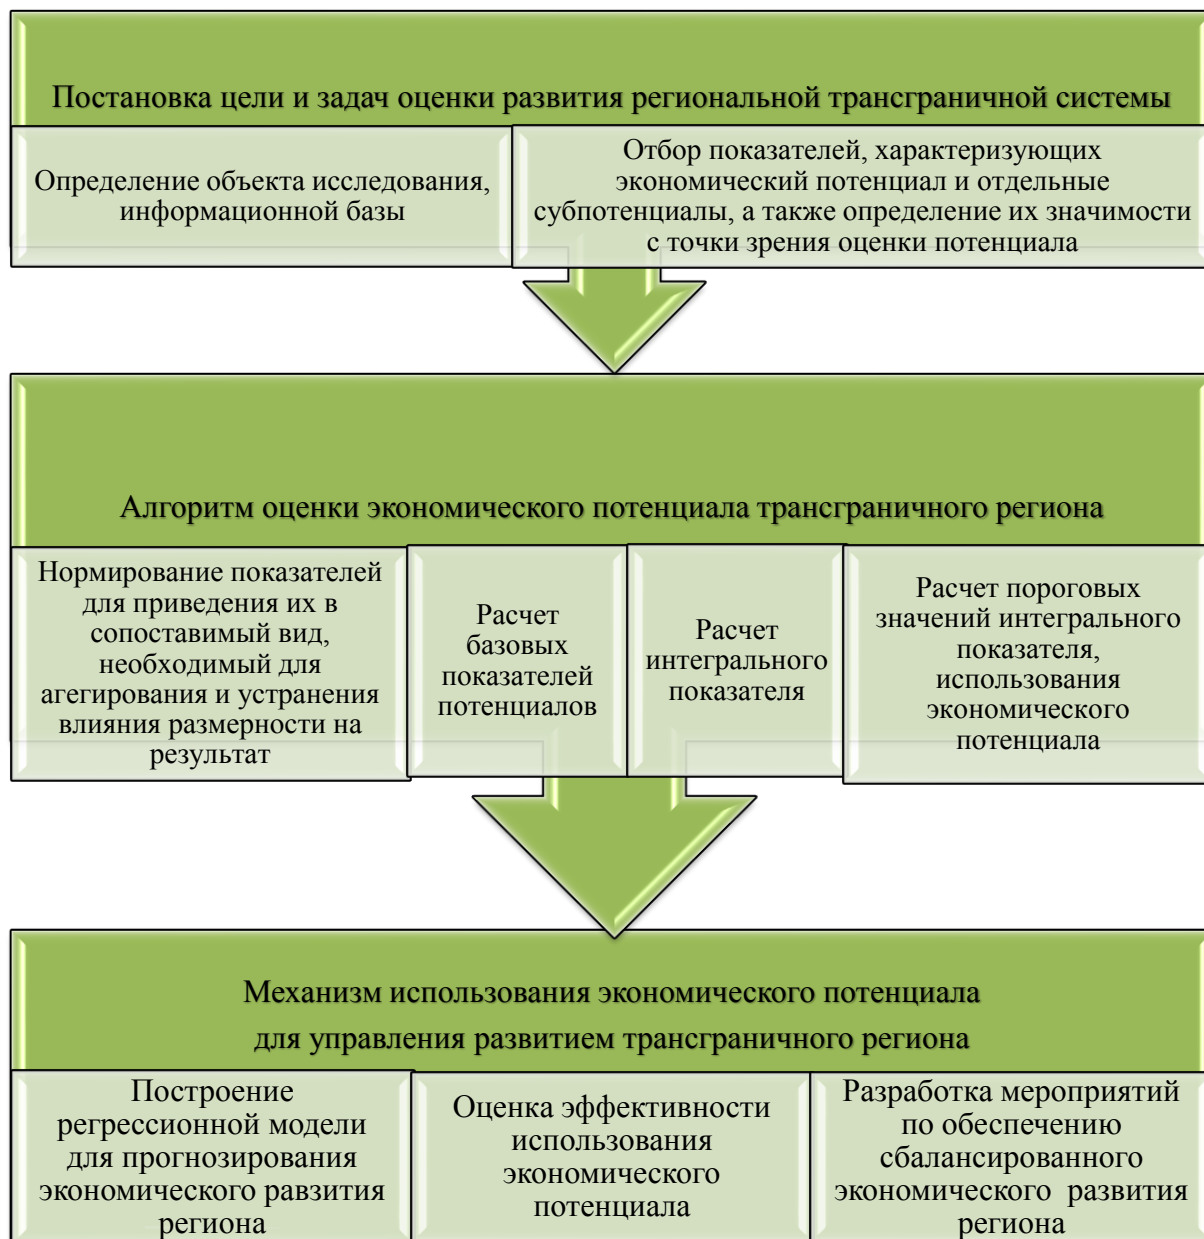 Постановка цели и задач оценки развития региональной трансграничной системы
Определение объекта исследования,
информационной базы
Отбор показателей, характеризующих
экономический потенциал и отдельные
субпотенциалы, а также определение их значимости
с точки зрения оценки потенциала
Алгоритм оценки экономического потенциала трансграничного региона
Нормирование показателей
для приведения их в
сопоставимый вид,
необходимый для
агегирования и устранения
влияния размерности на
результат
Расчет
базовых
показателей
потенциалов
Расчет
интегрального
показателя
Расчет пороговых
значений интегрального
показателя,
использования
экономического
потенциала
Механизм использования экономического потенциала
для управления развитием трансграничного региона
Построение
регрессионной модели
для прогнозирования
экономического равзития
региона
Оценка эффективности
использования
экономического
потенциала
Разработка мероприятий
по обеспечению
сбалансированного
экономического развития
региона